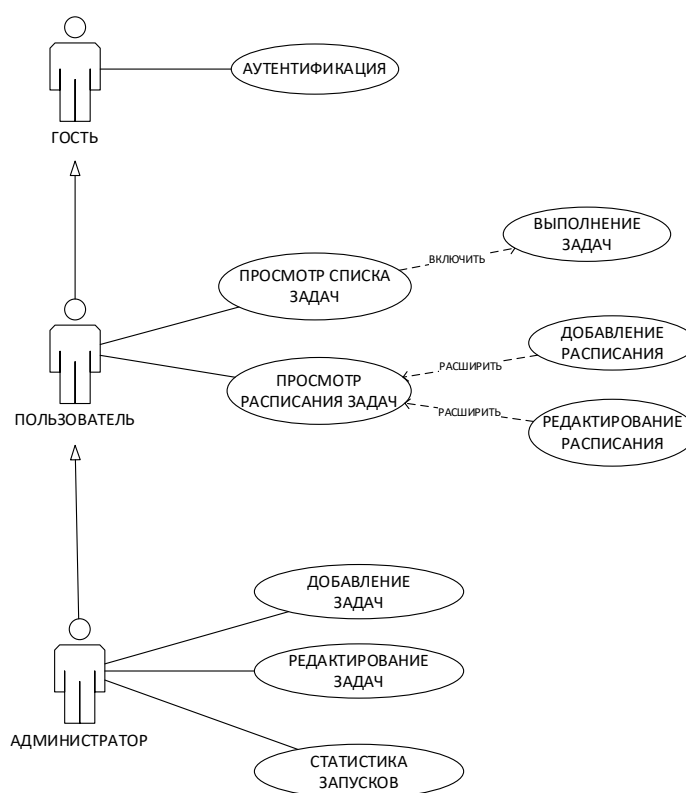 АУТЕНТИФИКАЦИЯ
ГОСТЬ
ВЫПОЛНЕНИЕ
ЗАДАЧ
ВКЛЮЧИТЬ
ПРОСМОТР СПИСКА
ЗАДАЧ
ДОБАВЛЕНИЕ
РАСПИСАНИЯ
РАСШИРИТЬ
ПРОСМОТР
РАСПИСАНИЯ ЗАДАЧ
ПОЛЬЗОВАТЕЛЬ
РАСШИРИТЬ
РЕДАКТИРОВАНИЕ
РАСПИСАНИЯ
ДОБАВЛЕНИЕ
ЗАДАЧ
РЕДАКТИРОВАНИЕ
ЗАДАЧ
АДМИНИСТРАТОР
СТАТИСТИКА
ЗАПУСКОВ